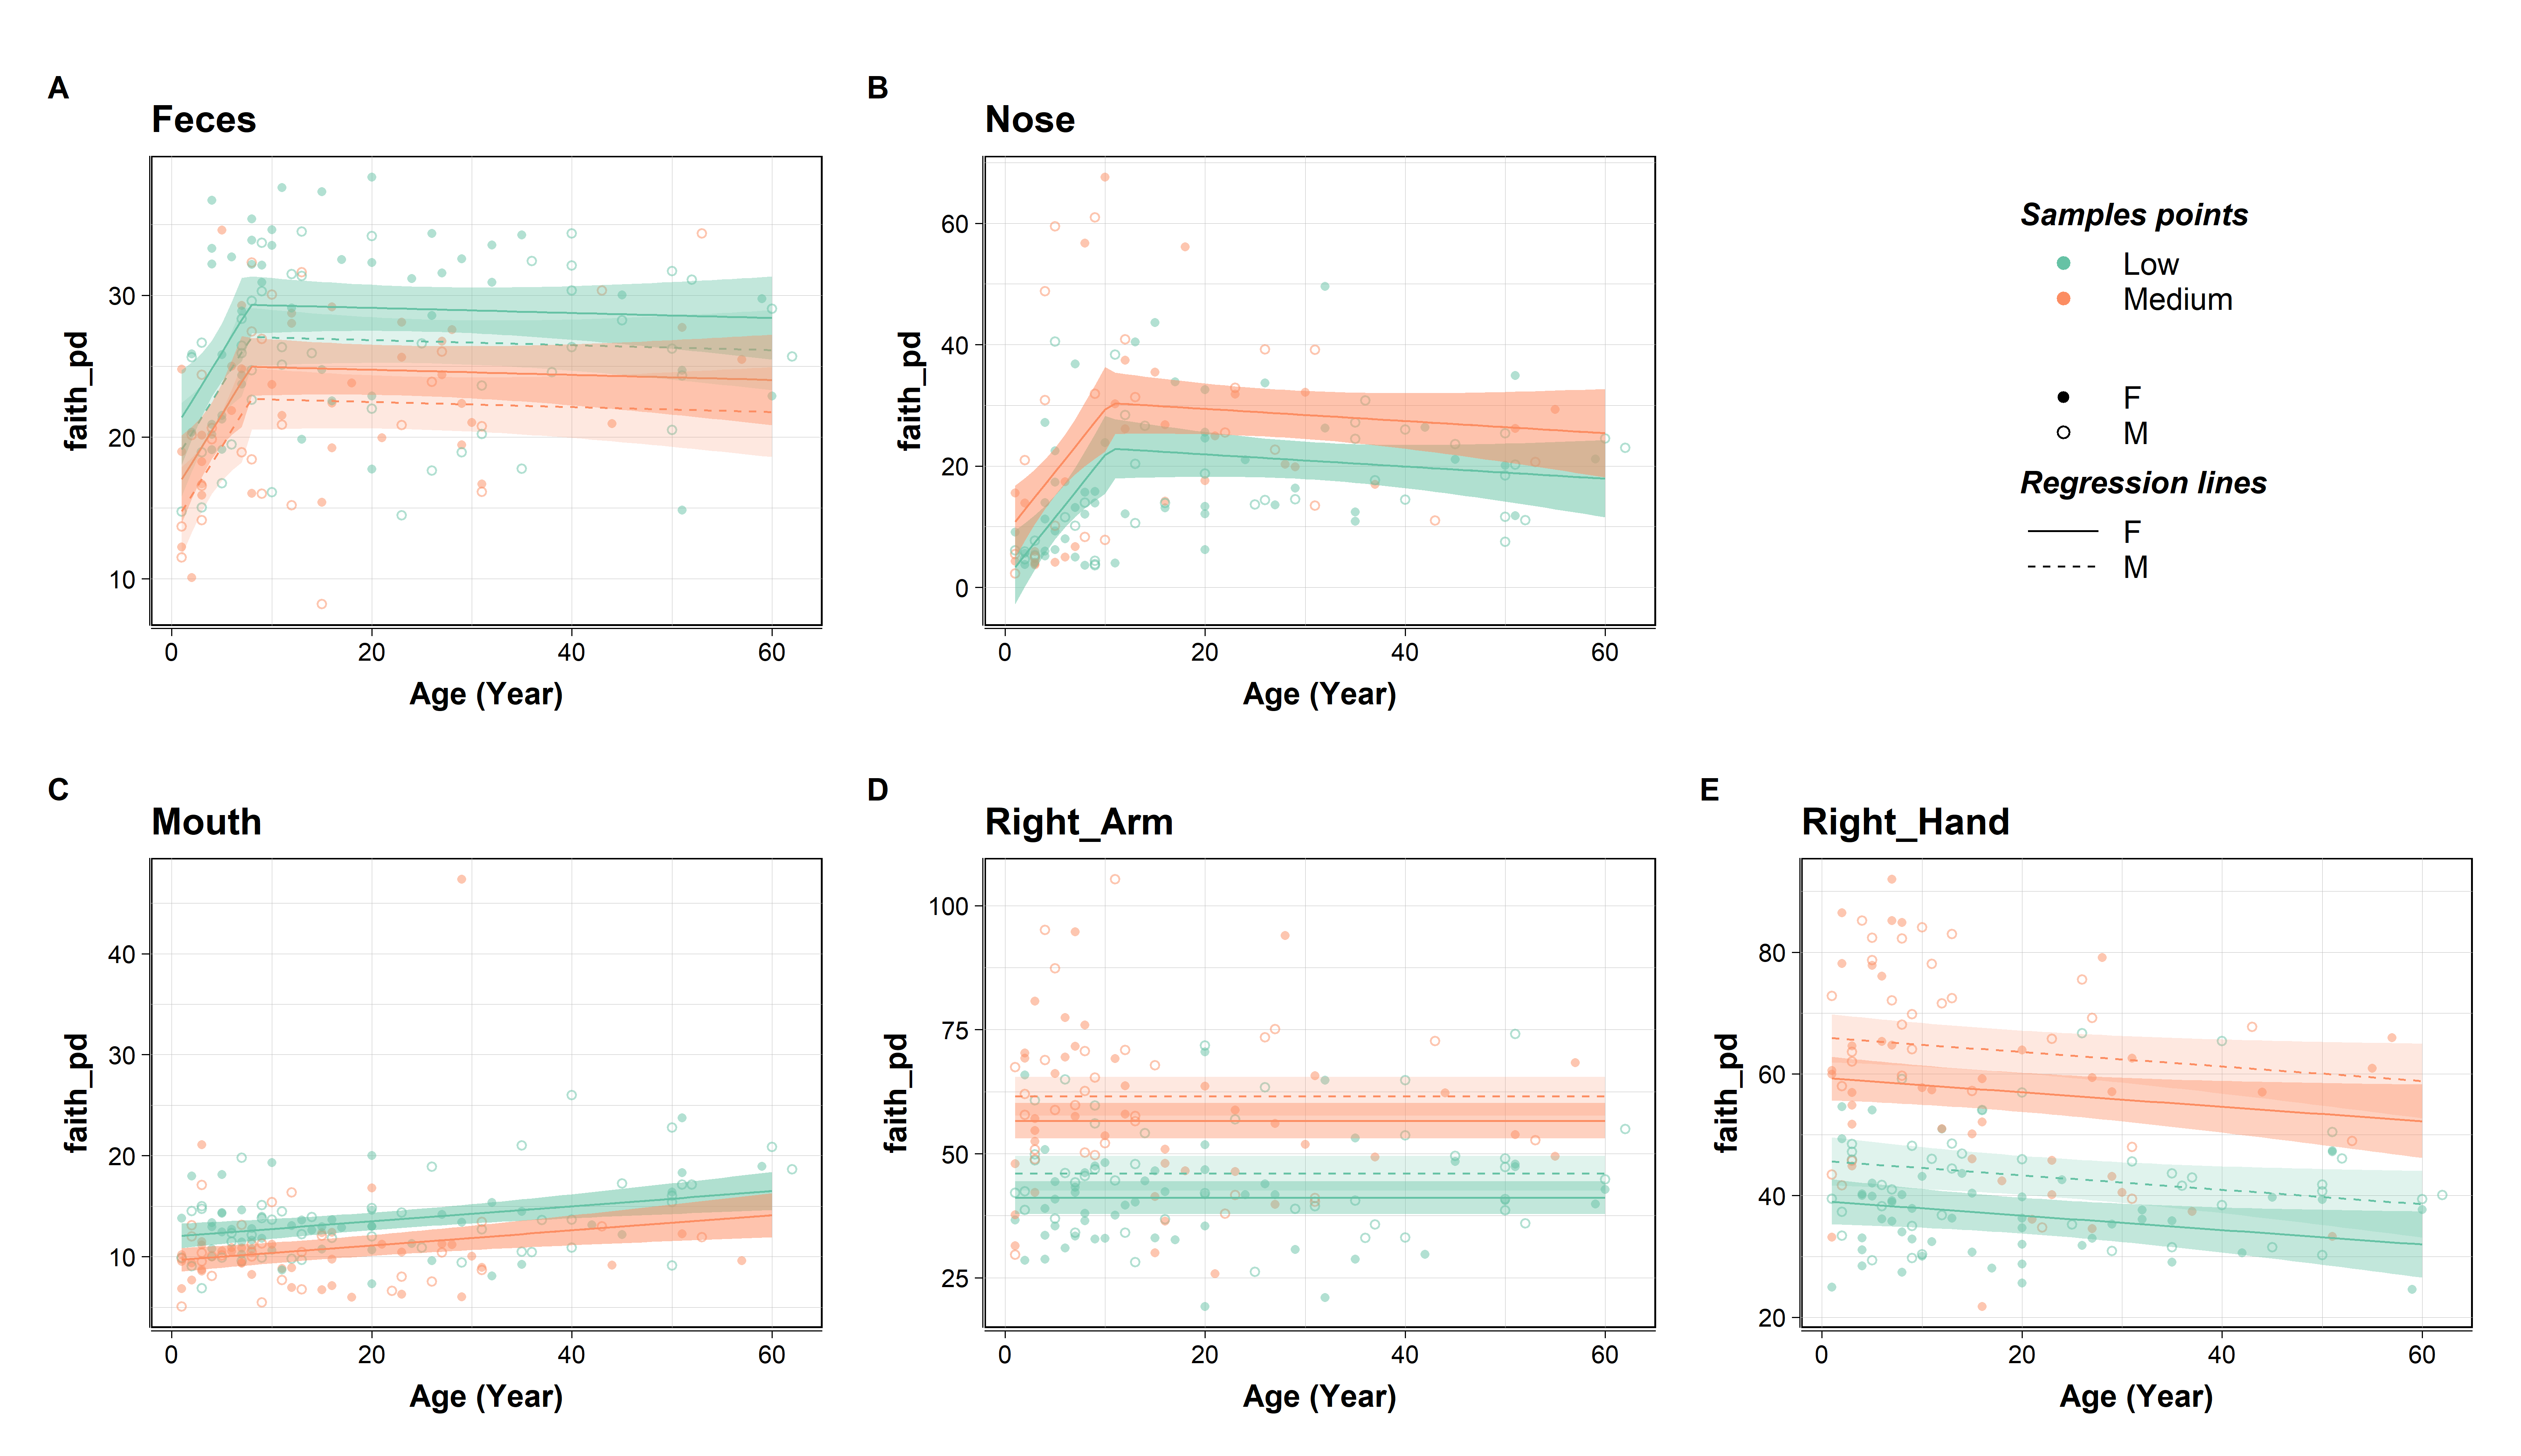 A
Feces
faith_pd
30
20
10
0 20 40 60
Age (Year)
B
Nose
faith_pd
60
40
20
0
0 20 40 60
Age (Year)
Samples points
Low
Medium
F
M
Regression lines
F
M
C
Mouth
faith_pd
40
30
20
10
0 20 40 60
Age (Year)
D
Right_Arm
faith_pd
100
75
50
25
0 20 40 60
Age (Year)
E
Right_Hand
faith_pd
80
60
40
20
0 20 40 60
Age (Year)